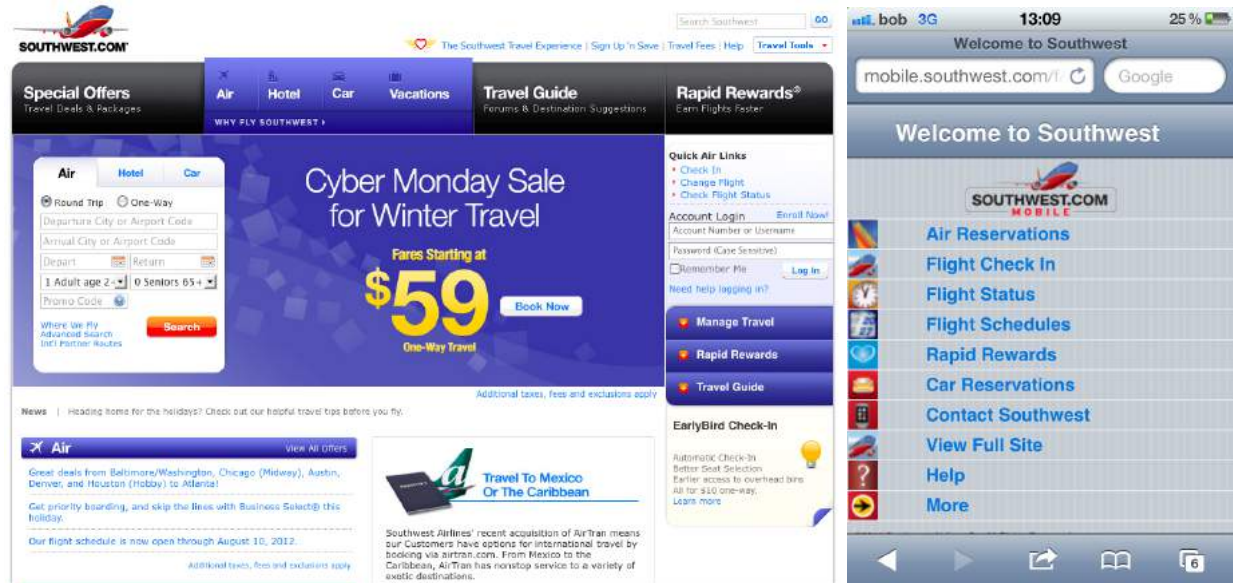 SOUTHWEST.COM®
Search Southwest GO
The Southwest Travel Experience | Sign Up 'n Save | Travel Fees | Help Travel Tools
Special Offers
Travel Deals & Packages
Air Hotel Car Vacations
WHY FLY SOUTHWEST
Travel Guide
Forums & Destination Suggestions
Rapid Rewards®
Earn Flights Faster
Air Hotel Car
Round Trip One-Way
Departure City or Airport Code
Arrival City or Airport Code
Depart Return
1 Adult age 2- 0 Seniors 65+
Promo Code
Where We Fly
Advanced Search
Int'l Partner Routes
Search
Cyber Monday Sale
for Winter Travel
Fares Starting at
$59
One-Way Travel
Book Now
Additional taxes, fees and exclusions apply
Quick Air Links
Check In
Change Flight
Check Flight Status
Account Login Enroll Now!
Account Number or Username
Password (Case Sensitive)
Remember Me Log In
Need help logging in?
Manage Travel
Rapid Rewards
Travel Guide
EarlyBird Check-In
Automatic Check-In
Better Seat Selection
Earlier access to overhead bins
All for $10 one-way.
Learn more
News | Heading home for the holidays? Check out our helpful travel tips before you fly.
Air View All Offers
Great deals from Baltimore/Washington, Chicago (Midway), Austin,
Denver, and Houston (Hobby) to Atlanta!
Get priority boarding, and skip the lines with Business Select® this
holiday.
Our flight schedule is now open through August 10, 2012.
Additional taxes, fees and exclusions apply
Travel To Mexico
Or The Caribbean
Southwest Airlines' recent acquisition of AirTran means
our Customers have options for international travel by
booking via airtran.com. From Mexico to the
Caribbean, AirTran has nonstop service to a variety of
exotic destinations.
bob 3G 13:09 25 %
Welcome to Southwest
mobile.southwest.com/f Google
Welcome to Southwest
SOUTHWEST.COM
MOBILE
Air Reservations
Flight Check In
Flight Status
Flight Schedules
Rapid Rewards
Car Reservations
Contact Southwest
View Full Site
Help
More
6